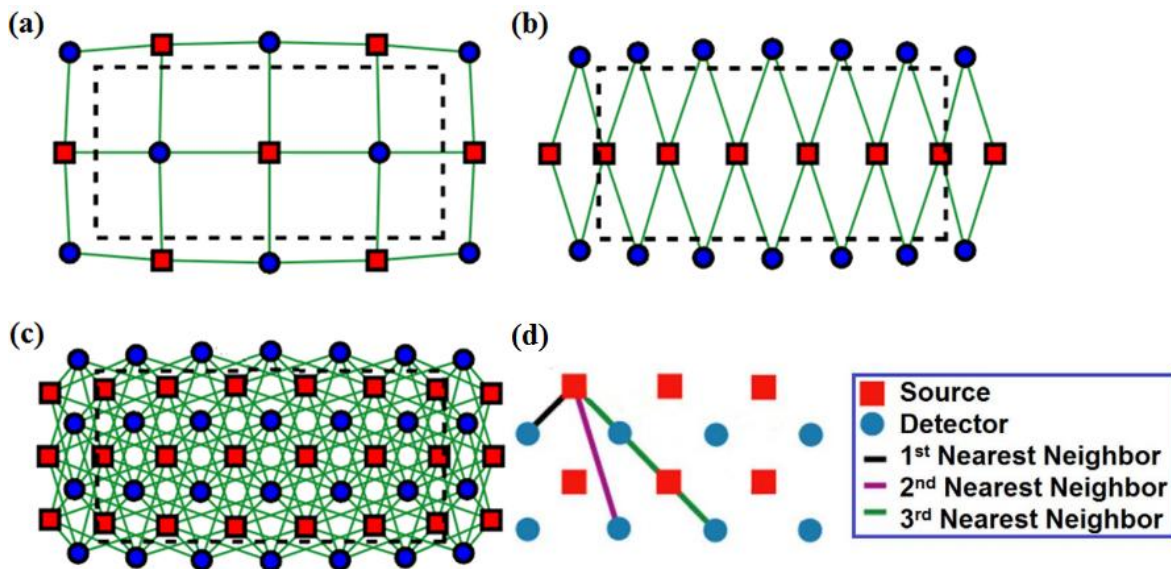 (a)
(b)
(c)
(d)
Source
Detector
1st Nearest Neighbor
2nd Nearest Neighbor
3rd Nearest Neighbor